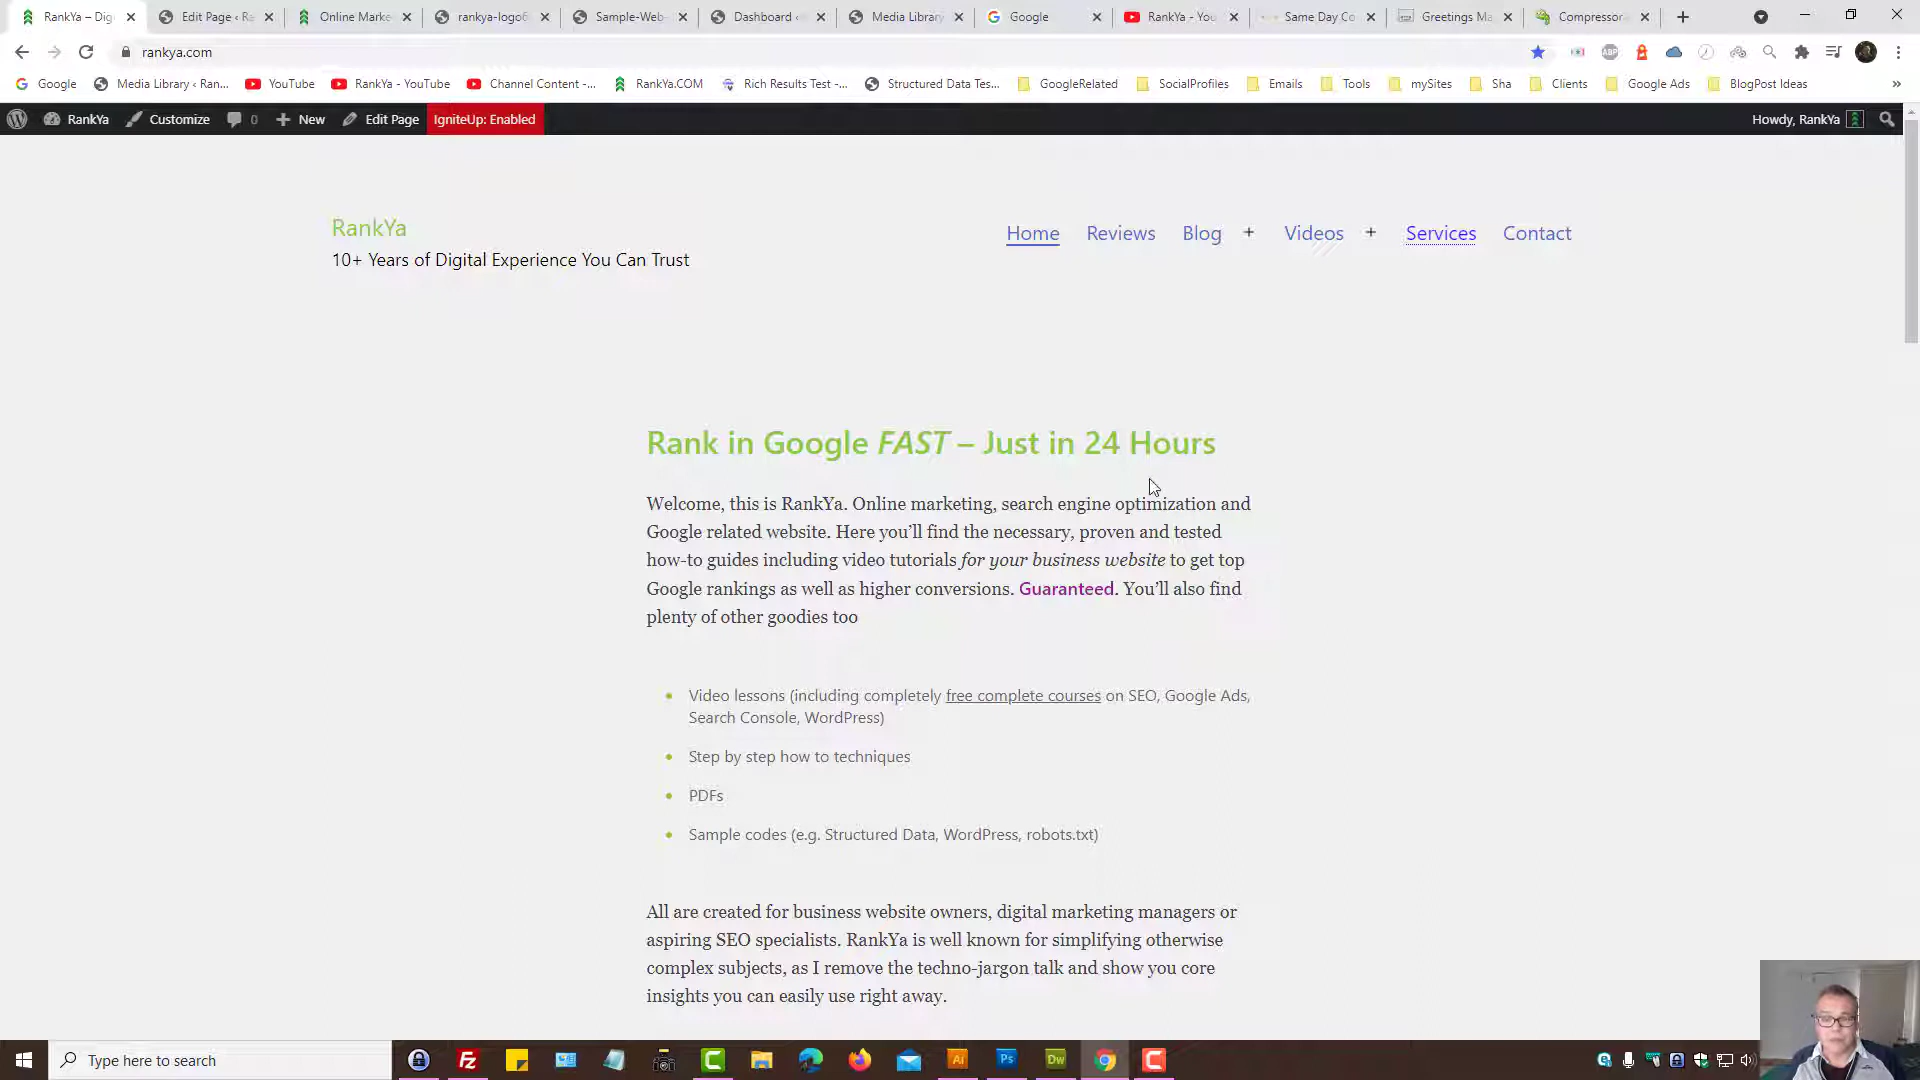 RankYa – Dig
Edit Page ‹ Ra
Online Marke
rankya-logo6
Sample-Web-
Dashboard ‹
Media Library
Google
RankYa - You
Same Day Co
Greetings Ma
Compressor
rankya.com
Google
Media Library ‹ Ran...
YouTube
RankYa - YouTube
Channel Content -...
RankYA.COM
Rich Results Test -...
Structured Data Tes...
GoogleRelated
SocialProfiles
Emails
Tools
mySites
Sha
Clients
Google Ads
BlogPost Ideas
»
RankYa
Customize
0
New
Edit Page
IgniteUp: Enabled
Howdy, RankYa
RankYa
10+ Years of Digital Experience You Can Trust
Home
Reviews
Blog +
Videos +
Services
Contact
Rank in Google FAST – Just in 24 Hours
Welcome, this is RankYa. Online marketing, search engine optimization and
Google related website. Here you’ll find the necessary, proven and tested
how-to guides including video tutorials for your business website to get top
Google rankings as well as higher conversions. Guaranteed. You’ll also find
plenty of other goodies too
• Video lessons (including completely free complete courses on SEO, Google Ads,
Search Console, WordPress)
• Step by step how to techniques
• PDFs
• Sample codes (e.g. Structured Data, WordPress, robots.txt)
All are created for business website owners, digital marketing managers or
aspiring SEO specialists. RankYa is well known for simplifying otherwise
complex subjects, as I remove the techno-jargon talk and show you core
insights you can easily use right away.
Type here to search
Fz
Ai
Ps
Dw